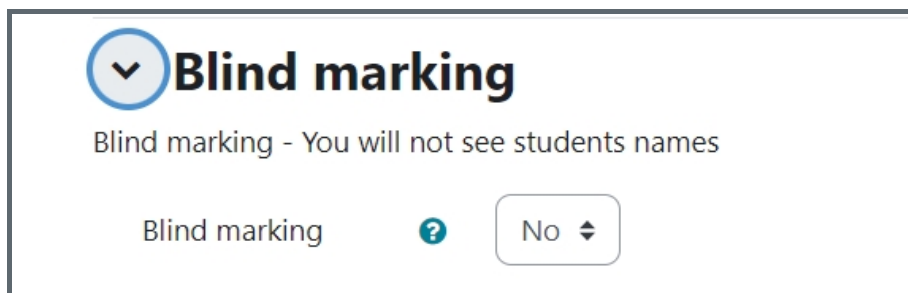 Blind marking
Blind marking - You will not see students names
Blind marking ? No